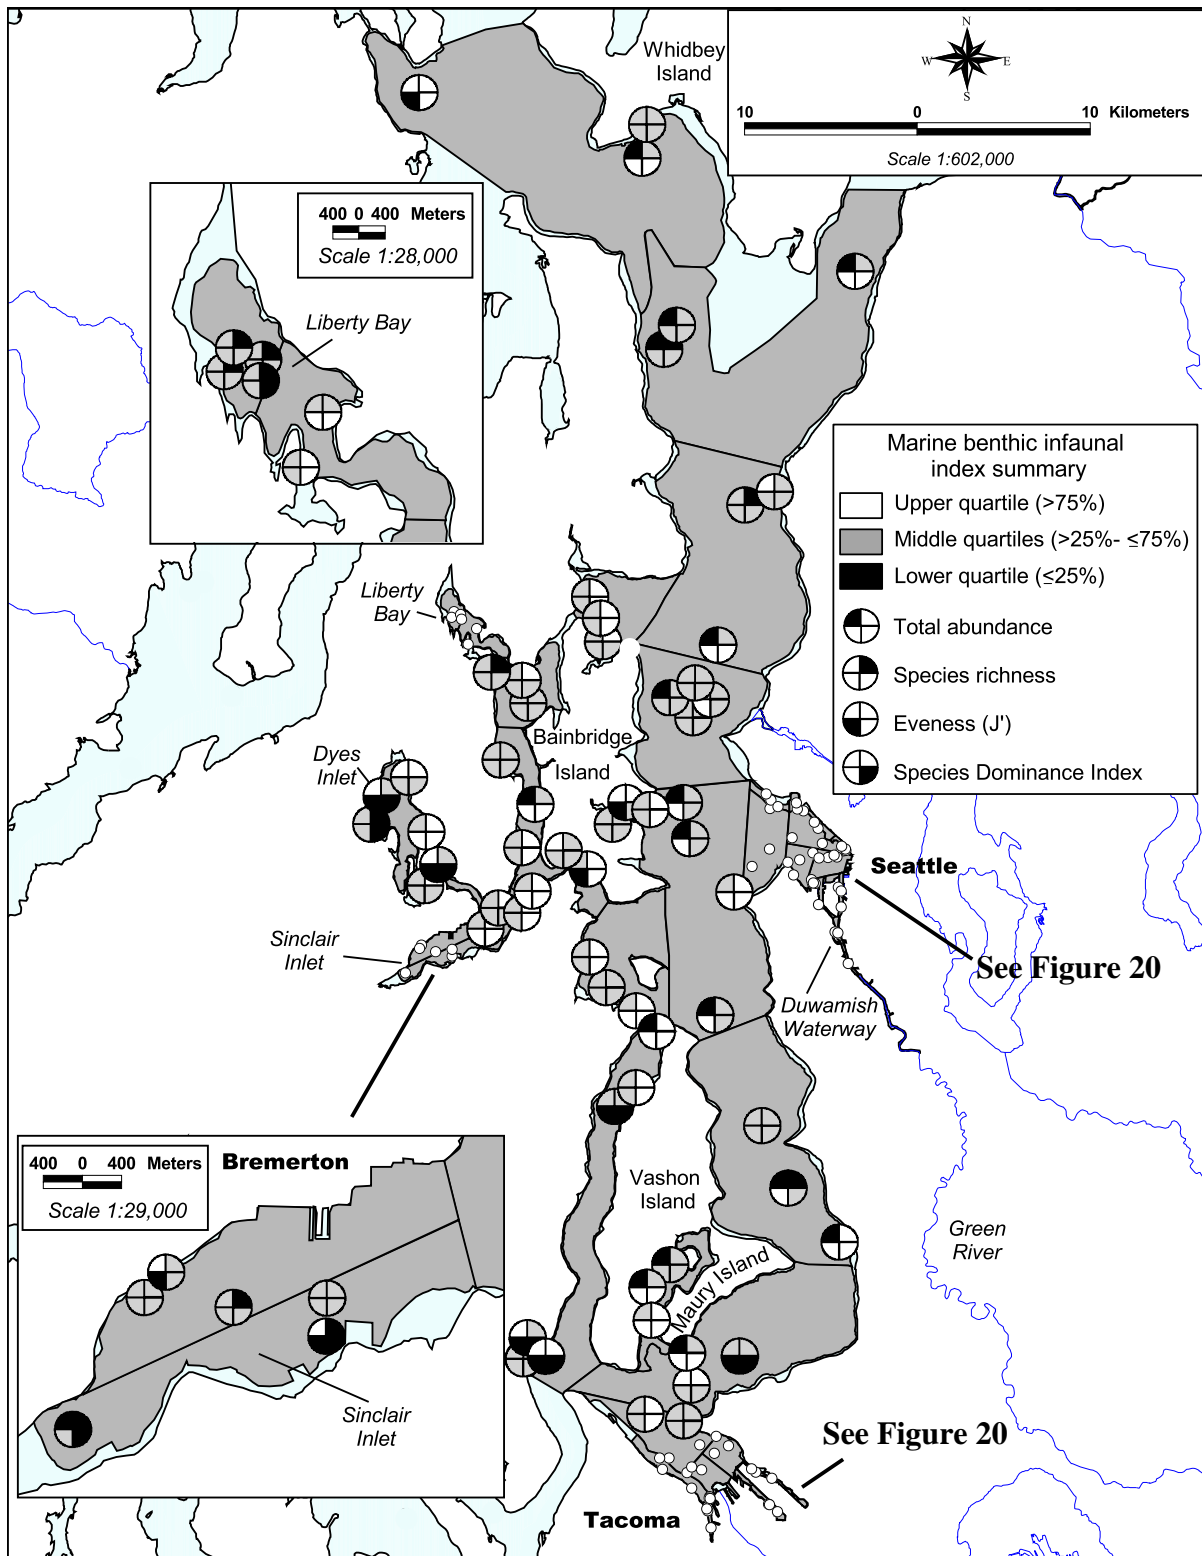 Whidbey
Island
N
W
E
S
10
0
10
Kilometers
Scale 1:602,000
400 0 400 Meters
Scale 1:28,000
Liberty Bay
Marine benthic infaunal
index summary
Upper quartile (>75%)
Middle quartiles (>25%- ≤75%)
Lower quartile (≤25%)
Total abundance
Species richness
Eveness (J')
Species Dominance Index
Liberty
Bay
Bainbridge
Island
Dyes
Inlet
Seattle
Sinclair
Inlet
See Figure 20
Duwamish
Waterway
400 0 400 Meters
Scale 1:29,000
Bremerton
Vashon
Island
Green
River
Maury Island
Sinclair
Inlet
See Figure 20
Tacoma